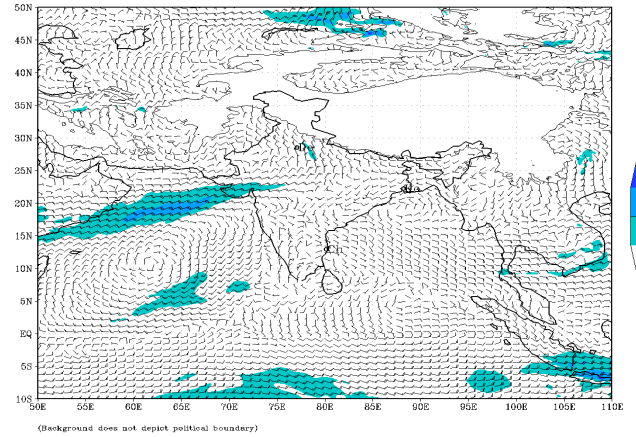 50N
45N
40N
35N
30N
25N
20N
15N
10N
5N
EQ
5S
10S
50E 55E 60E 65E 70E 75E 80E 85E 90E 95E 100E 105E 110E
(Background does not depict political boundary)